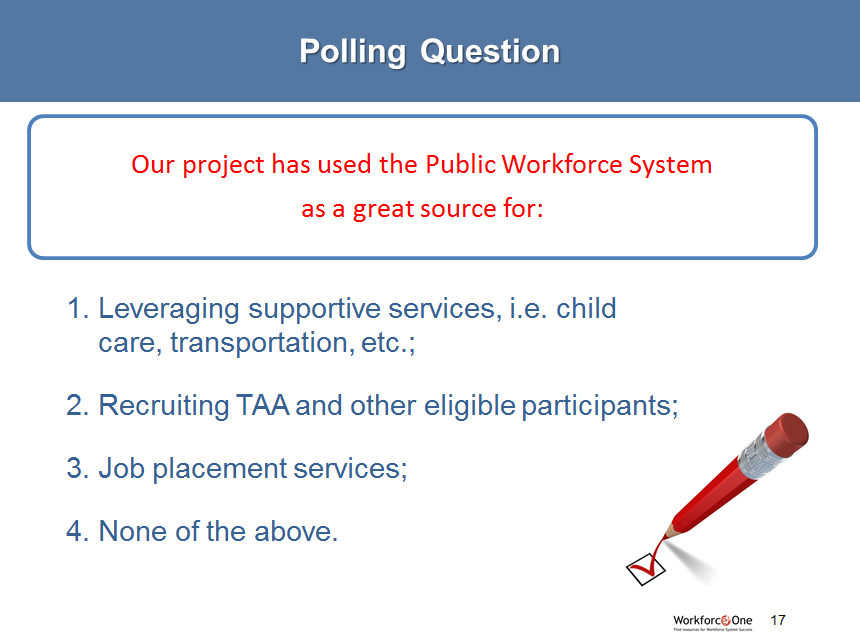 Polling Question
Our project has used the Public Workforce System
as a great source for:
1. Leveraging supportive services, i.e. child
care, transportation, etc.;
2. Recruiting TAA and other eligible participants;
3. Job placement services;
4. None of the above.
Workforce One 17
Find resources for Workforce System Success